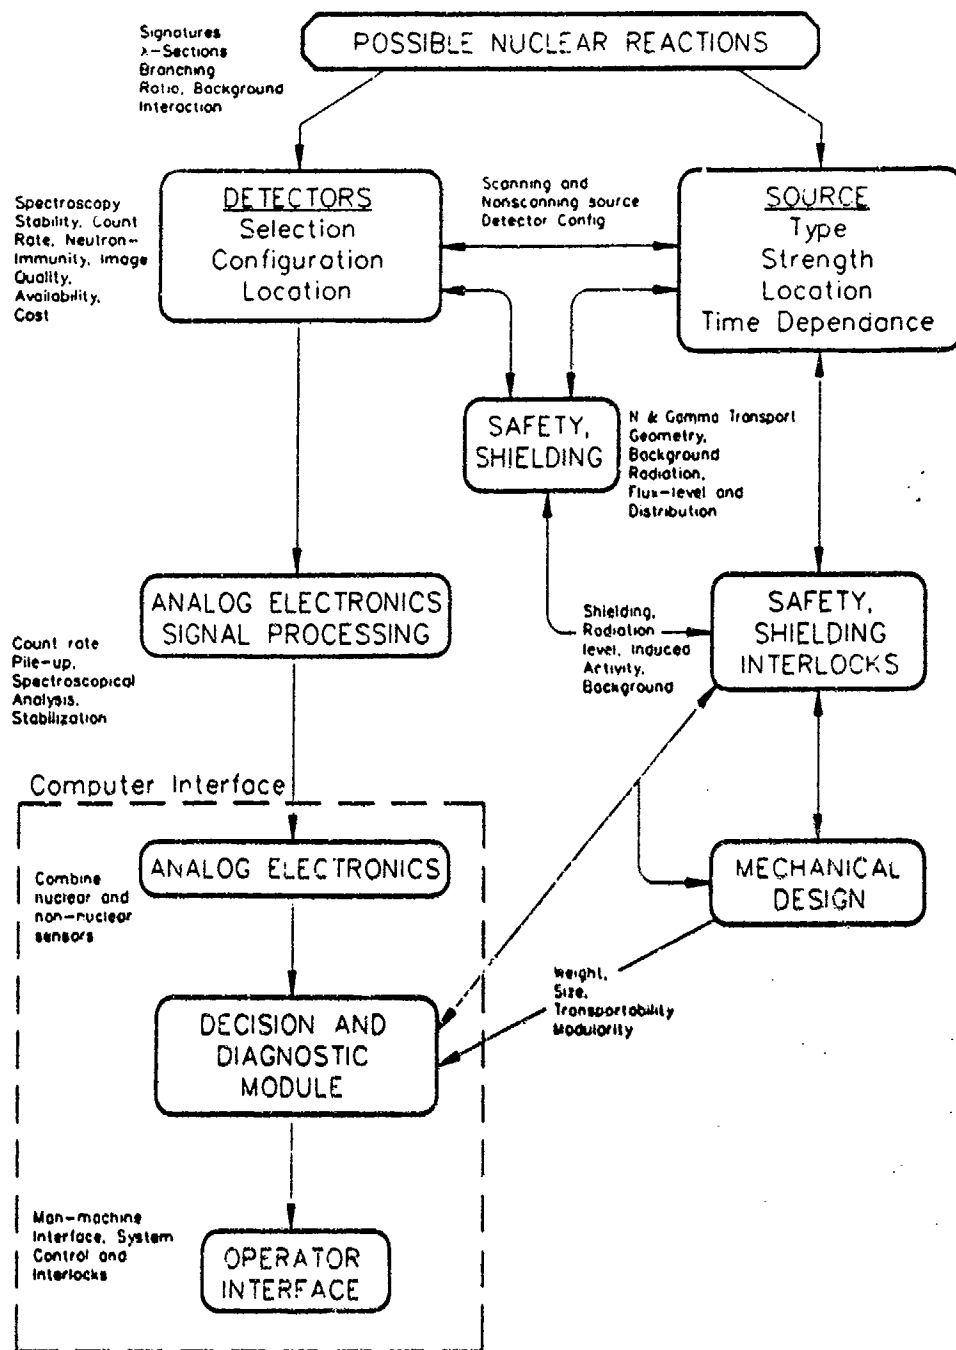 POSSIBLE NUCLEAR REACTIONS
Signatures
λ-Sections
Branching
Ratio, Background
Interaction
DETECTORS
Selection
Configuration
Location
Spectroscopy
Stability, Count
Rate, Neutron-
Immunity, Image
Quality,
Availability,
Cost
Scanning and
Nonscanning source
Detector Config
SOURCE
Type
Strength
Location
Time Dependance
SAFETY,
SHIELDING
N & Gamma Transport
Geometry,
Background
Radiation,
Flux-level and
Distribution
ANALOG ELECTRONICS
SIGNAL PROCESSING
Count rate
Pile-up,
Spectroscopical
Analysis,
Stabilization
Shielding,
Radiation
level, Induced
Activity,
Background
SAFETY,
SHIELDING
INTERLOCKS
Computer Interface
ANALOG ELECTRONICS
Combine
nuclear and
non-nuclear
sensors
MECHANICAL
DESIGN
Weight,
Size,
Transportability
Modularity
DECISION AND
DIAGNOSTIC
MODULE
Man-machine
Interface, System
Control and
Interlocks
OPERATOR
INTERFACE